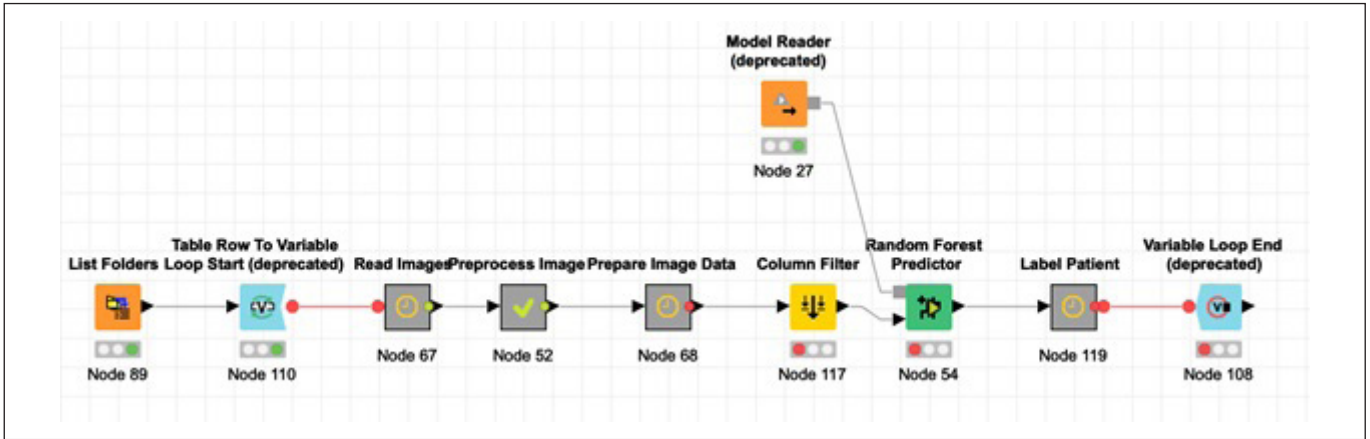 Model Reader
(deprecated)
Node 27
Table Row To Variable
List Folders Loop Start (deprecated) Read Images Preprocess Image Prepare Image Data Column Filter
Random Forest
Predictor
Label Patient
Variable Loop End
(deprecated)
Node 89
Node 110
Node 67
Node 52
Node 68
Node 117
Node 54
Node 119
Node 108